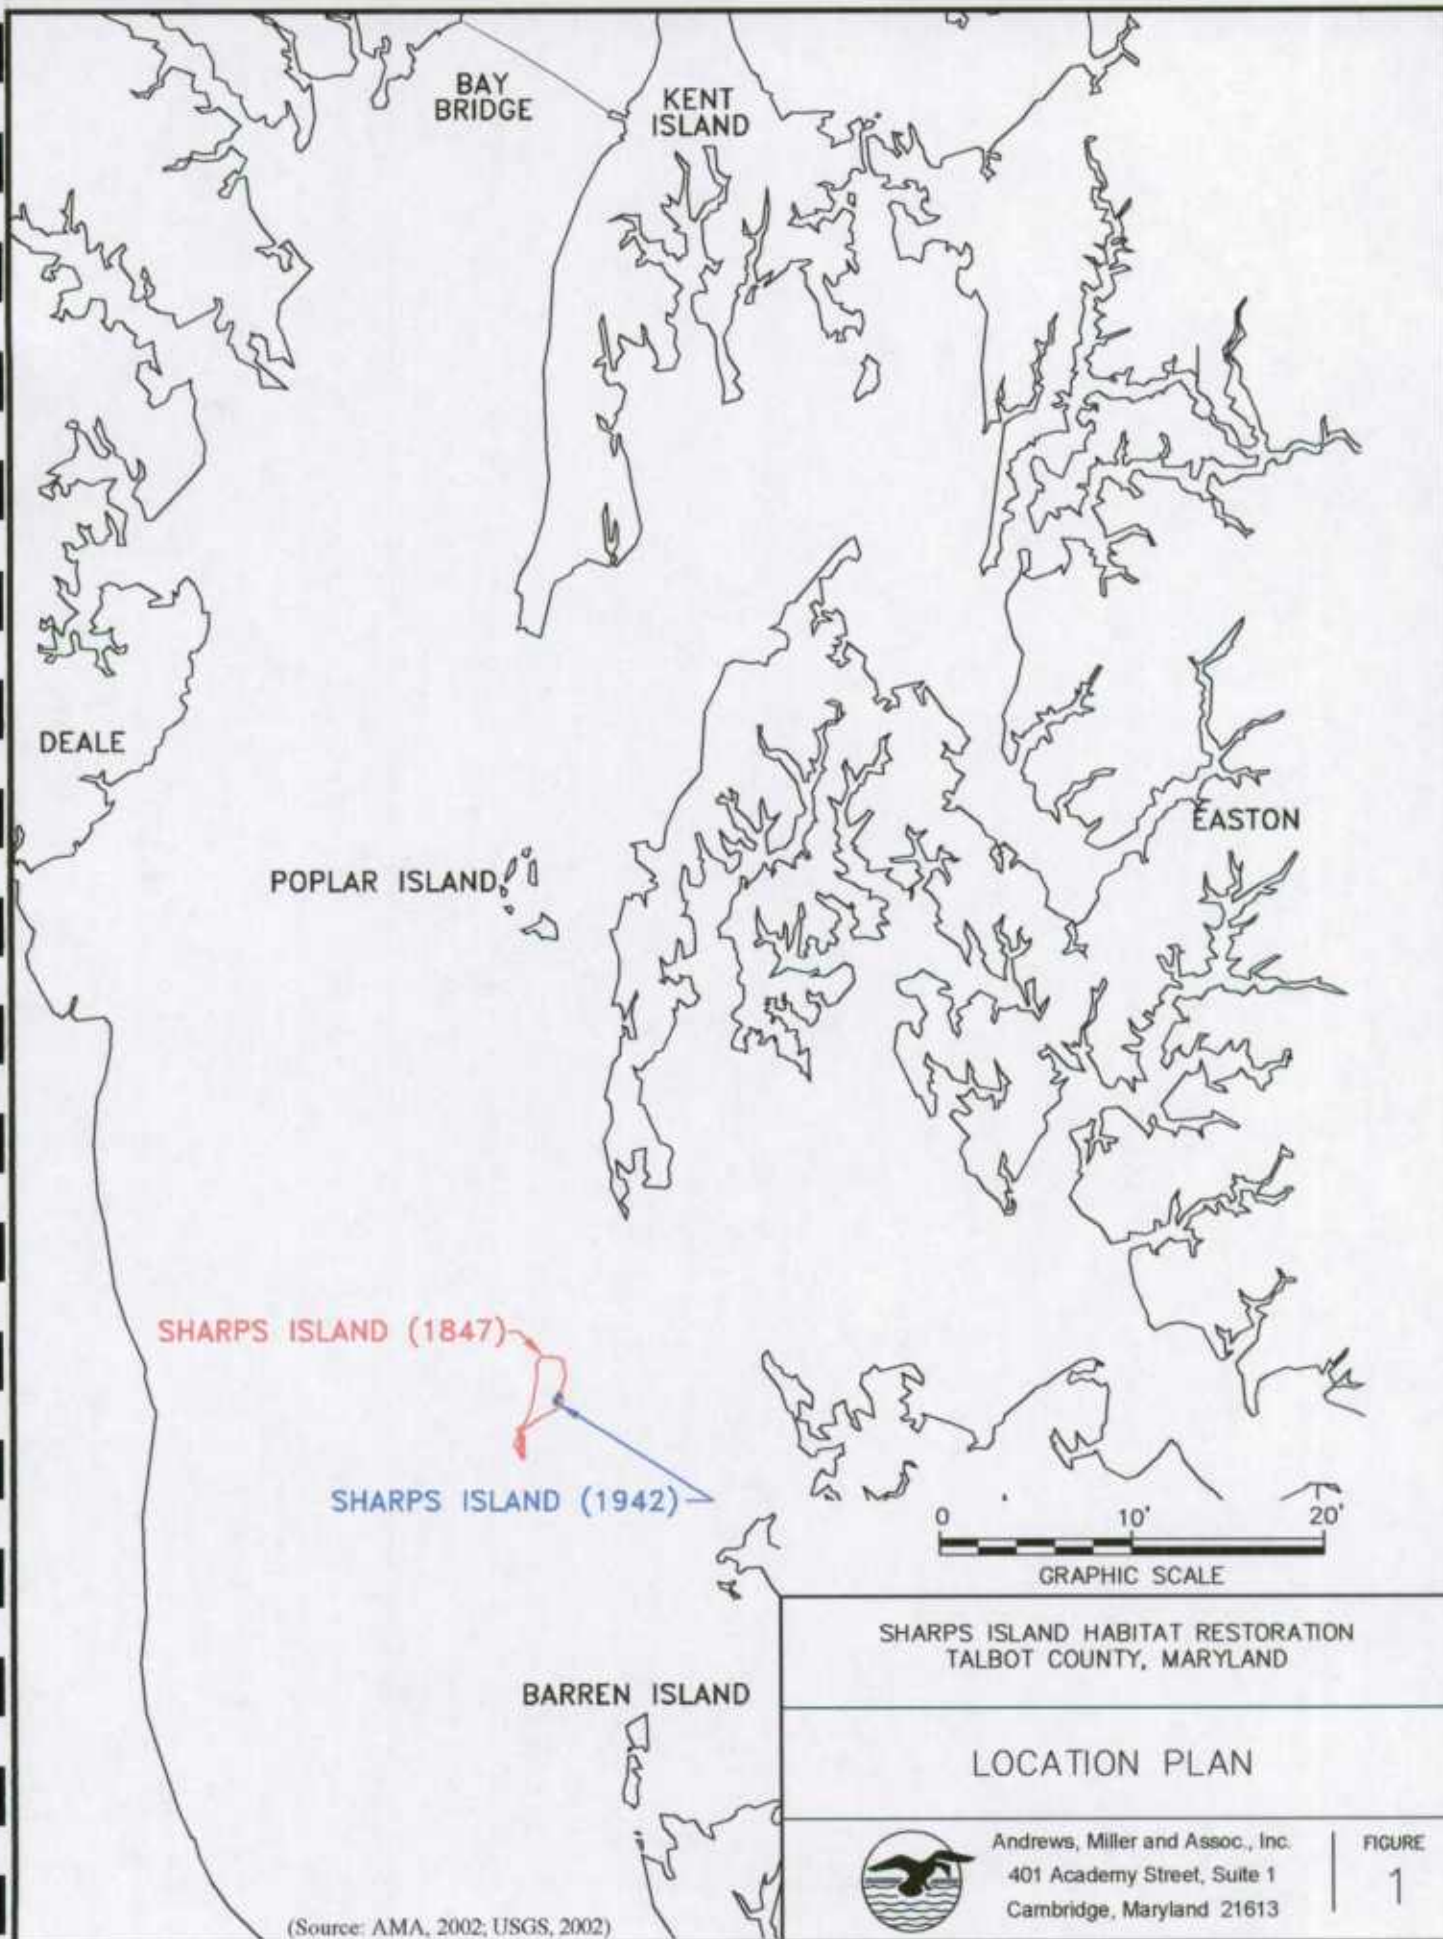 BAY
BRIDGE
KENT
ISLAND
DEALE
EASTON
POPLAR ISLAND
SHARPS ISLAND (1847)
SHARPS ISLAND (1942)
0 10' 20'
GRAPHIC SCALE
SHARPS ISLAND HABITAT RESTORATION
TALBOT COUNTY, MARYLAND
BARREN ISLAND
LOCATION PLAN
Andrews, Miller and Assoc., Inc.
401 Academy Street, Suite 1
Cambridge, Maryland 21613
FIGURE
1
(Source: AMA, 2002; USGS, 2002)